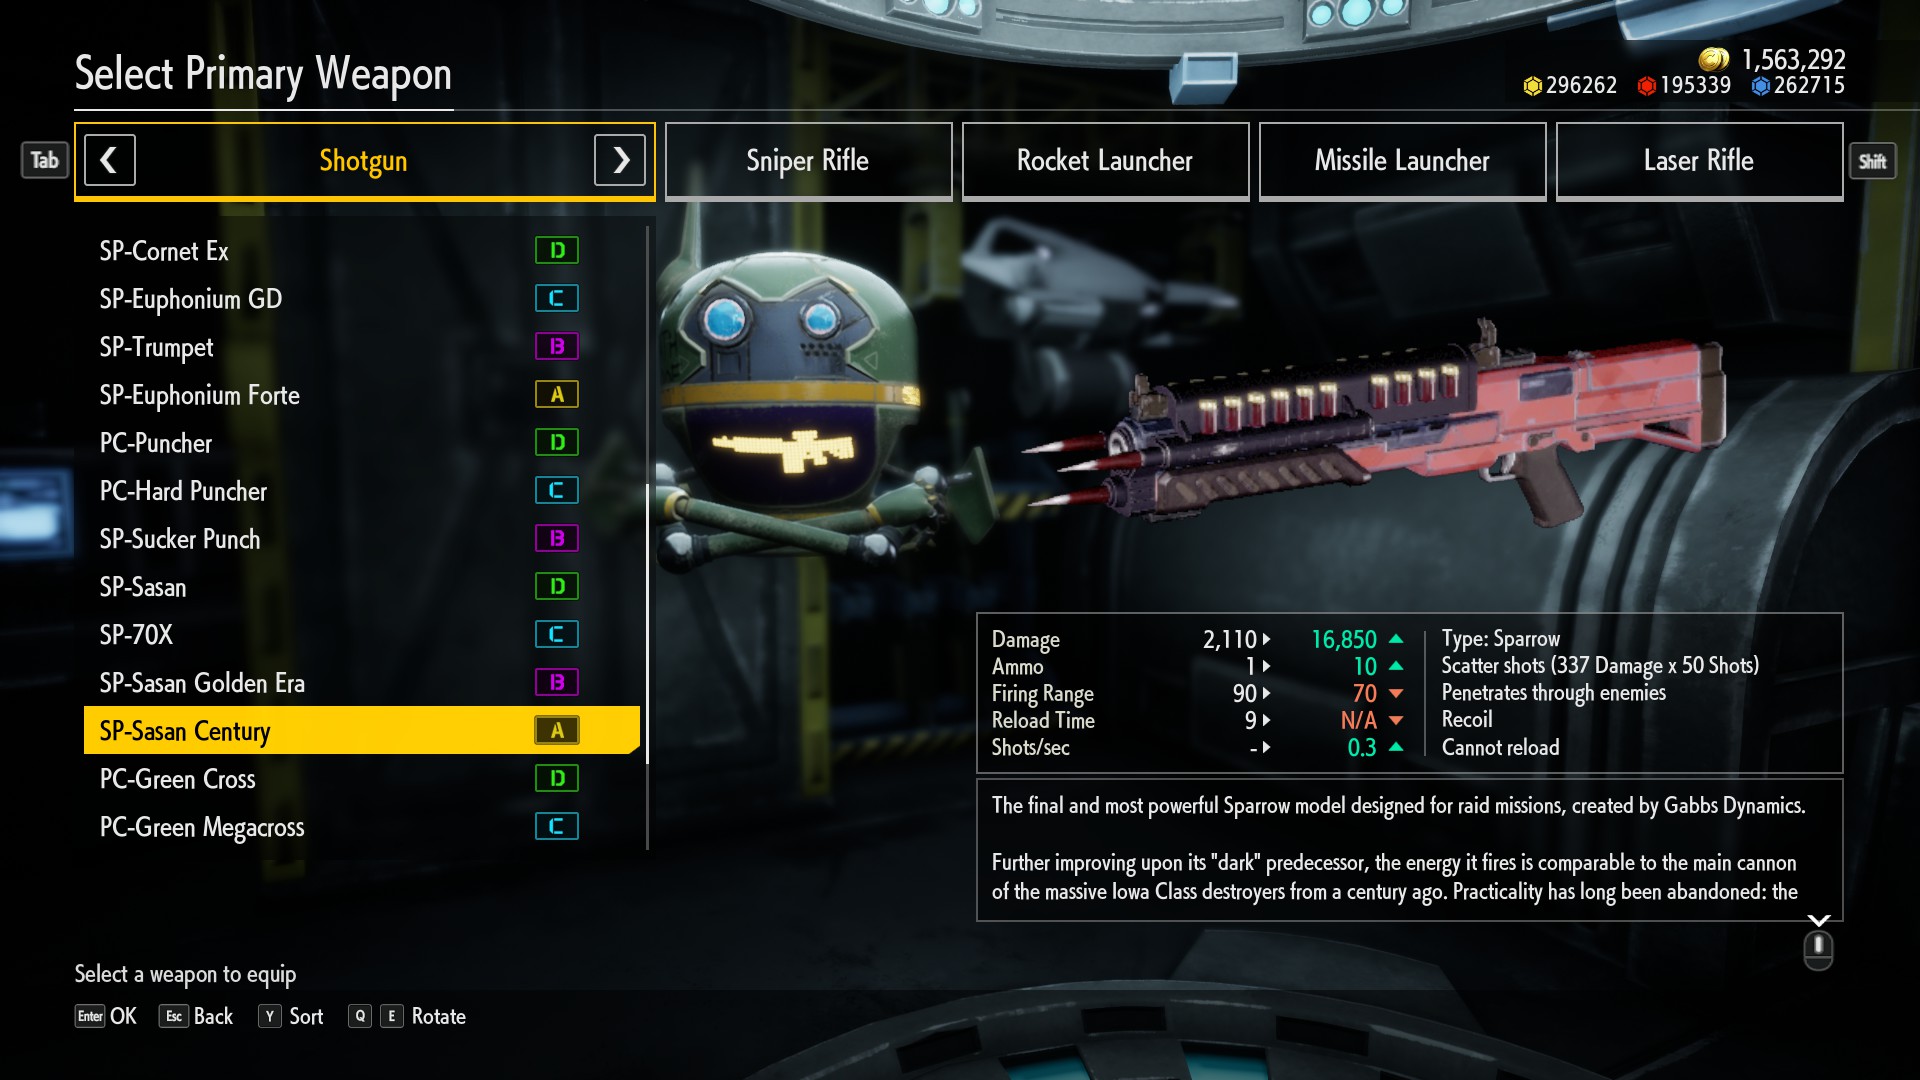 Select Primary Weapon
1,563,292
296262 195339 262715
Tab Shotgun Sniper Rifle Rocket Launcher Missile Launcher Laser Rifle Shift
SP-Cornet Ex D
SP-Euphonium GD C
SP-Trumpet B
SP-Euphonium Forte A
PC-Puncher D
PC-Hard Puncher C
SP-Sucker Punch B
SP-Sasan D
SP-70X C
SP-Sasan Golden Era B
SP-Sasan Century A
PC-Green Cross D
PC-Green Megacross C
Damage 2,110 16,850
Ammo 1 10
Firing Range 90 70
Reload Time 9 N/A
Shots/sec - 0.3
Type: Sparrow
Scatter shots (337 Damage x 50 Shots)
Penetrates through enemies
Recoil
Cannot reload
The final and most powerful Sparrow model designed for raid missions, created by Gabbs Dynamics.
Further improving upon its "dark" predecessor, the energy it fires is comparable to the main cannon
of the massive Iowa Class destroyers from a century ago. Practicality has long been abandoned: the
Select a weapon to equip
Enter OK Esc Back Y Sort Q E Rotate